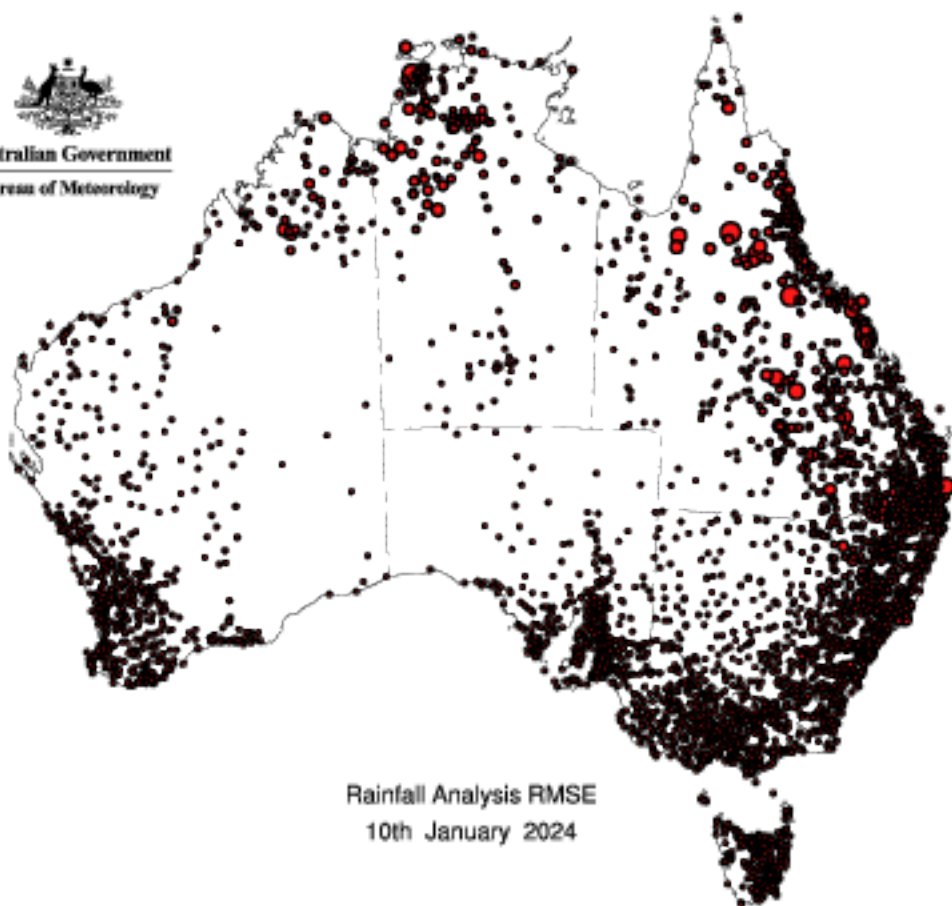 tralian Government
reau of Meteorology
Rainfall Analysis RMSE
10th January 2024